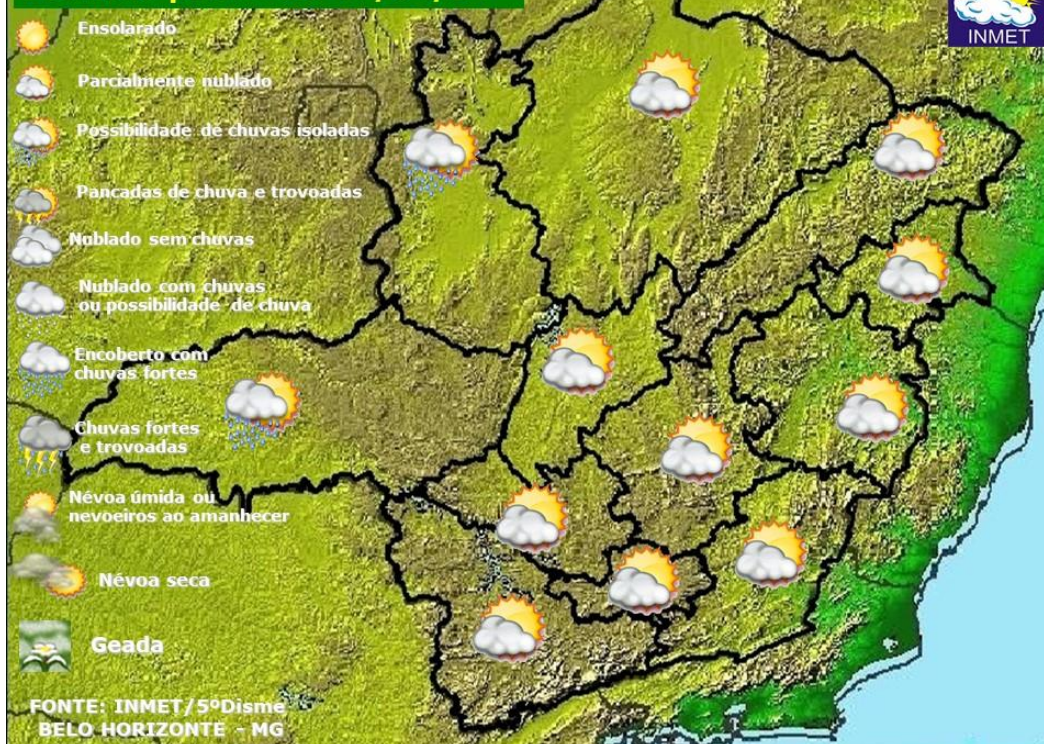 INMET
Ensolarado
Parcialmente nublado
Possibilidade de chuvas isoladas
Pancadas de chuva e trovoadas
Nublado sem chuvas
Nublado com chuvas
ou possibilidade de chuva
Encoberto com
chuvas fortes
Chuvas fortes
e trovoadas
Névoa úmida ou
nevoeiros ao amanhecer
Névoa seca
Geada
FONTE: INMET/5ºDisme
BELO HORIZONTE - MG